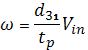 ω = d₃₁/tₚ Vᵢₙ